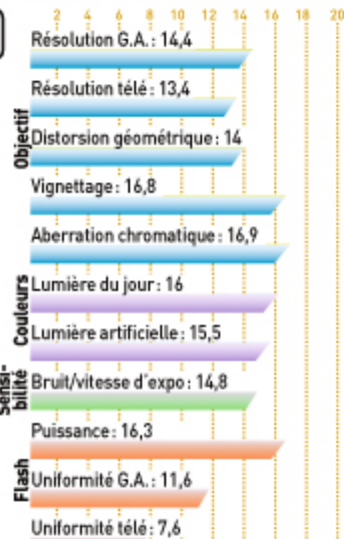 2 4 6 8 10 12 14 16 18 20
Résolution G.A. : 14,4
Résolution télé : 13,4
Objectif
Distorsion géométrique : 14
Vignettage : 16,8
Aberration chromatique : 16,9
Couleurs
Lumière du jour : 16
Lumière artificielle : 15,5
Sensi-
bilité
Bruit/vitesse d'expo : 14,8
Flash
Puissance : 16,3
Uniformité G.A. : 11,6
Uniformité télé : 7,6